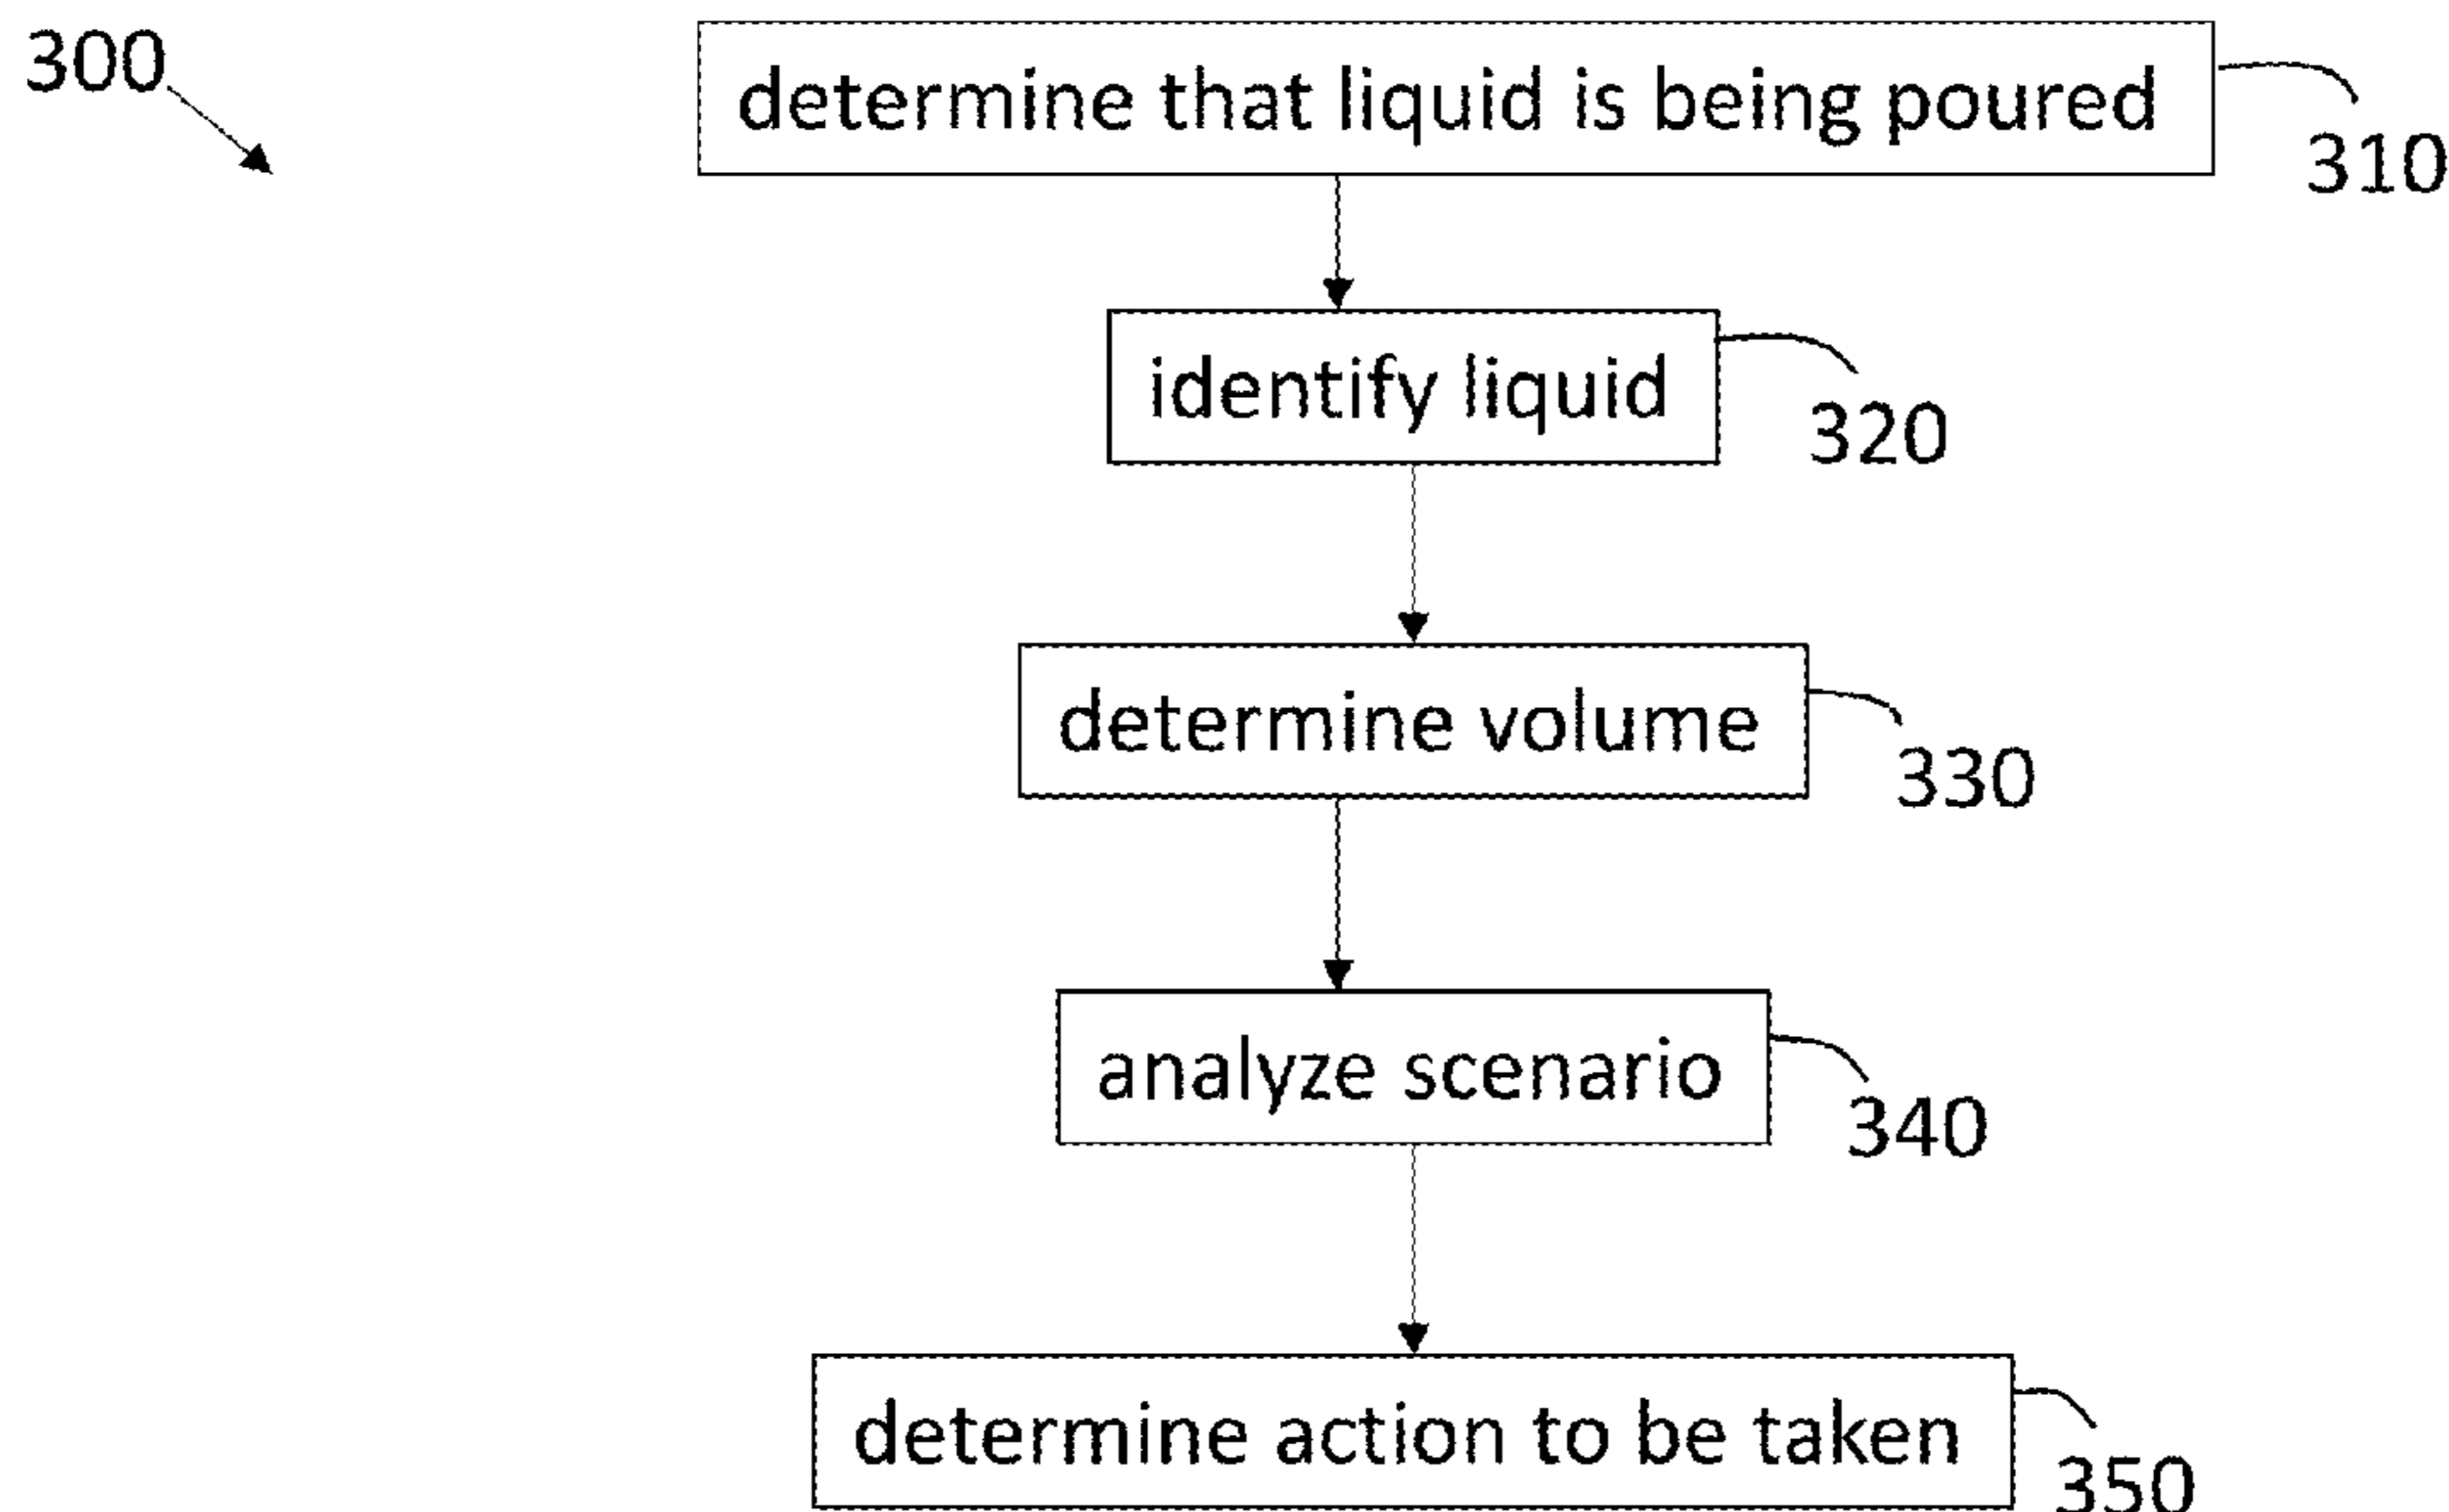 300
determine that liquid is being poured
310
identify liquid
320
determine volume
330
analyze scenario
340
determine action to be taken
350